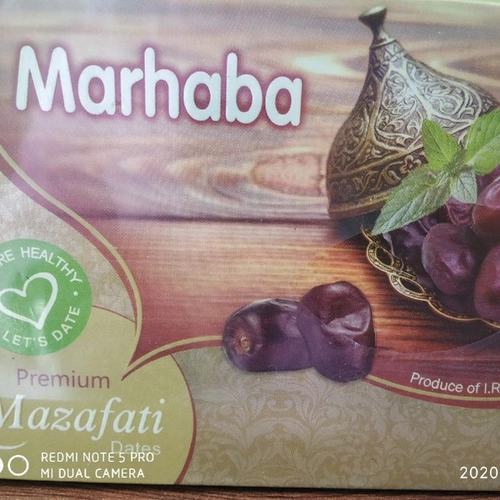 Marhaba
RE HEALTHY
LET'S DATE
Premium
Mazafati
Dates
Produce of I.R
REDMI NOTE 5 PRO
MI DUAL CAMERA
2020